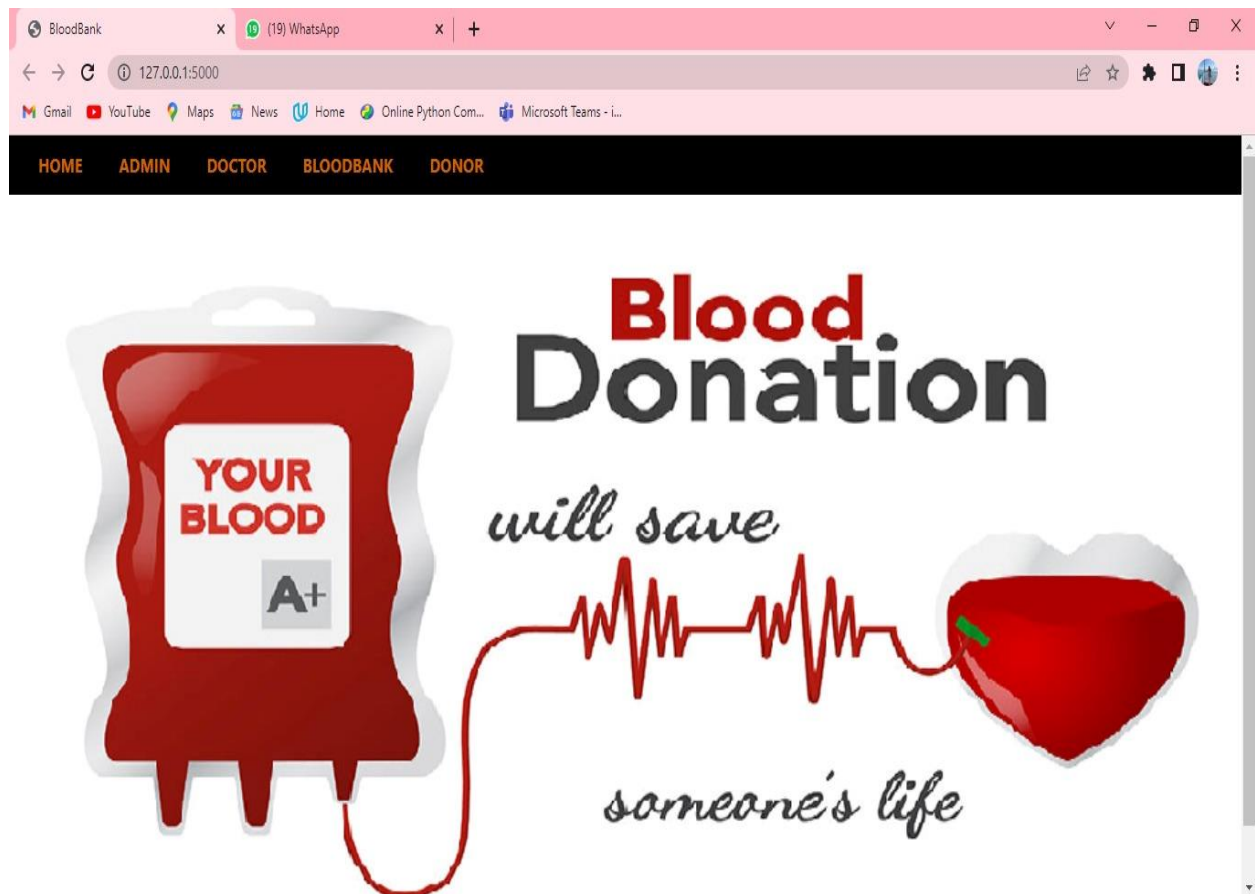 BloodBank
(19) WhatsApp
127.0.0.1:5000
Gmail YouTube Maps News Home Online Python Com... Microsoft Teams - i...
HOME ADMIN DOCTOR BLOODBANK DONOR
Blood
Donation
YOUR
BLOOD
A+
will save
someone's life